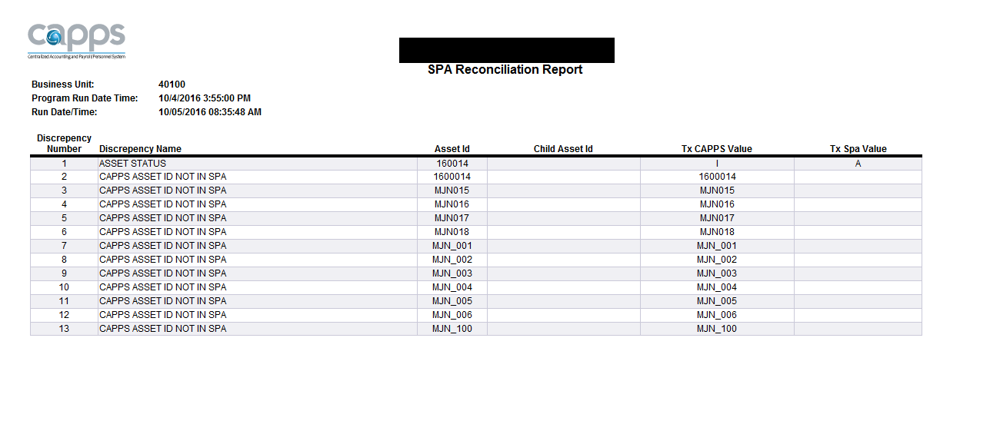 capps
Centralized Accounting and Payroll/Personnel System
SPA Reconciliation Report
Business Unit: 40100
Program Run Date Time: 10/4/2016 3:55:00 PM
Run Date/Time: 10/05/2016 08:35:48 AM
Discrepency
Number Discrepency Name Asset Id Child Asset Id Tx CAPPS Value Tx Spa Value
1 ASSET STATUS 160014 I A
2 CAPPS ASSET ID NOT IN SPA 1600014 1600014
3 CAPPS ASSET ID NOT IN SPA MJN015 MJN015
4 CAPPS ASSET ID NOT IN SPA MJN016 MJN016
5 CAPPS ASSET ID NOT IN SPA MJN017 MJN017
6 CAPPS ASSET ID NOT IN SPA MJN018 MJN018
7 CAPPS ASSET ID NOT IN SPA MJN_001 MJN_001
8 CAPPS ASSET ID NOT IN SPA MJN_002 MJN_002
9 CAPPS ASSET ID NOT IN SPA MJN_003 MJN_003
10 CAPPS ASSET ID NOT IN SPA MJN_004 MJN_004
11 CAPPS ASSET ID NOT IN SPA MJN_005 MJN_005
12 CAPPS ASSET ID NOT IN SPA MJN_006 MJN_006
13 CAPPS ASSET ID NOT IN SPA MJN_100 MJN_100